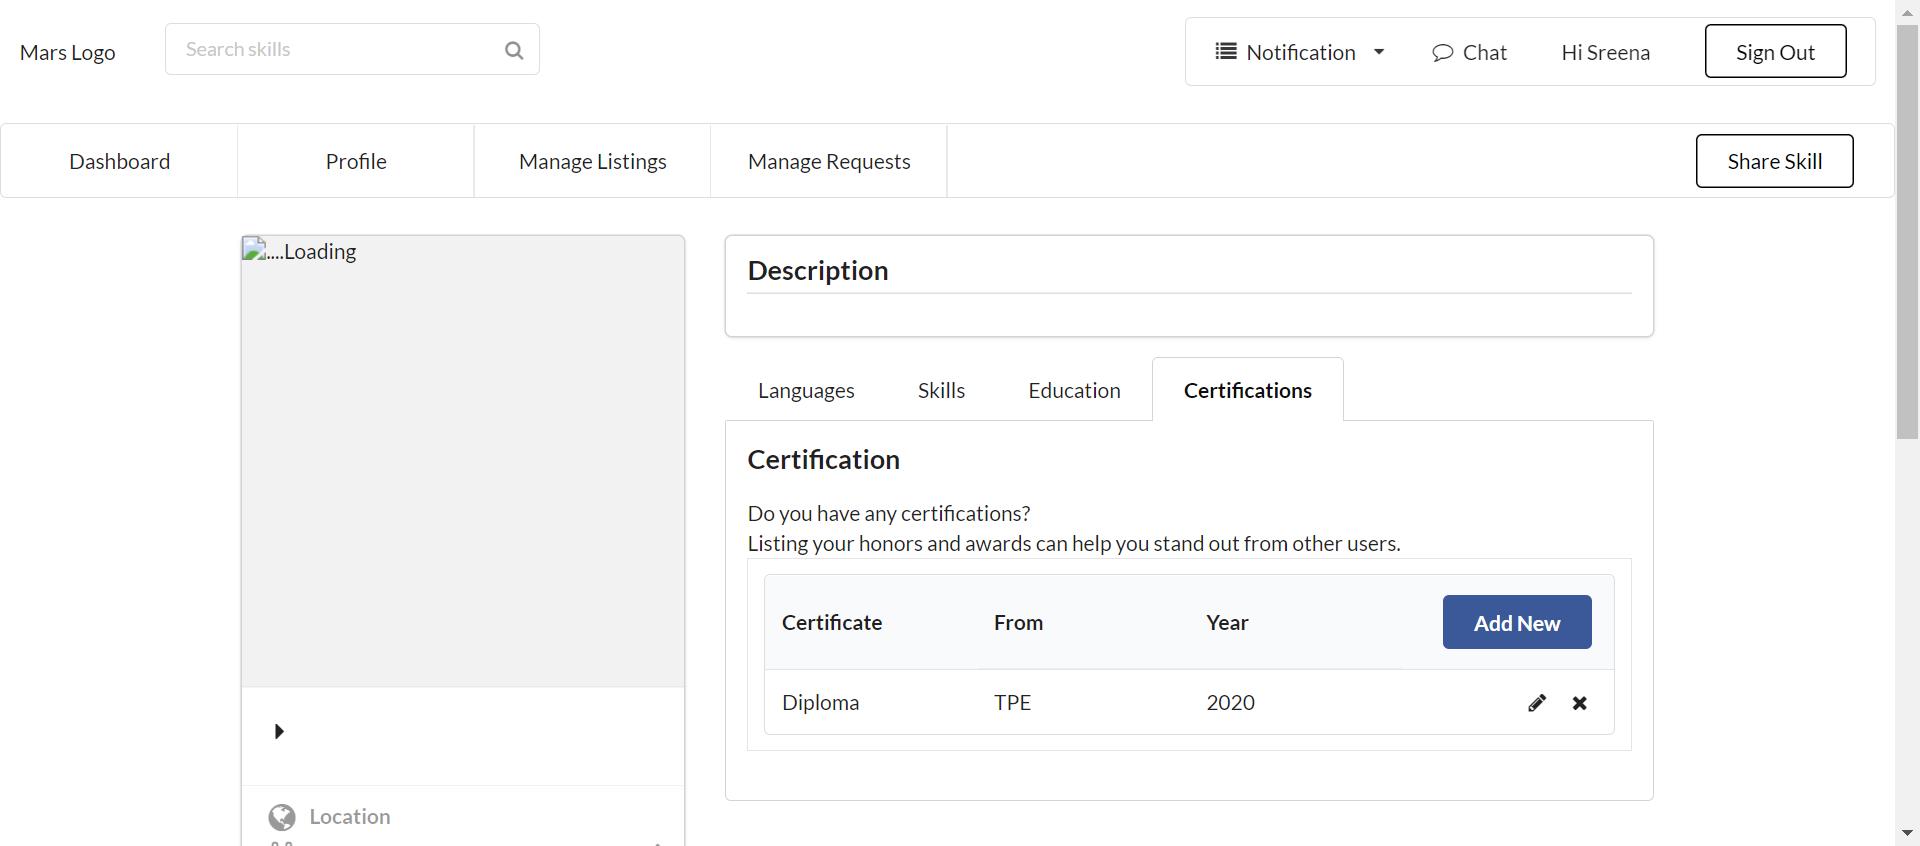 Mars Logo
Search skills
Notification
Chat
Hi Sreena
Sign Out
Dashboard
Profile
Manage Listings
Manage Requests
Share Skill
....Loading
Description
Languages
Skills
Education
Certifications
Certification
Do you have any certifications?
Listing your honors and awards can help you stand out from other users.
Certificate From Year Add New
Diploma TPE 2020
Location